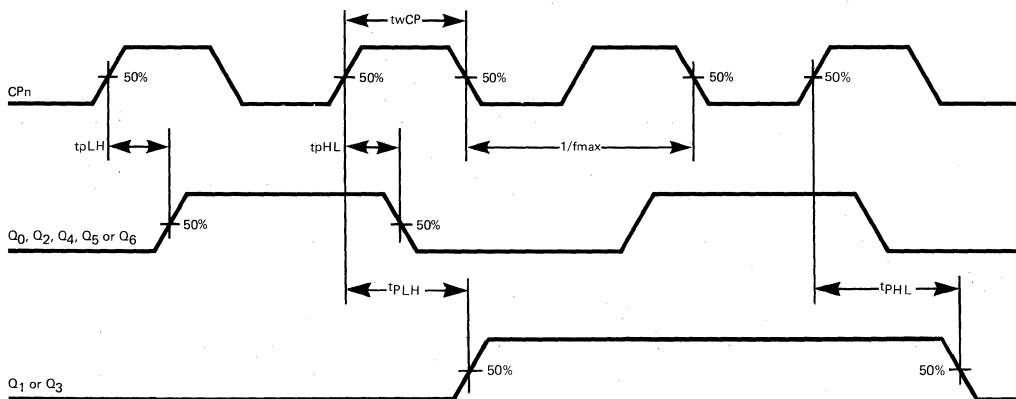 twCP
50%
50%
50%
50%
50%
CPn
tpLH
tpHL
1/fmax
50%
50%
Q0, Q2, Q4, Q5 or Q6
tPLH
tPHL
50%
50%
Q1 or Q3